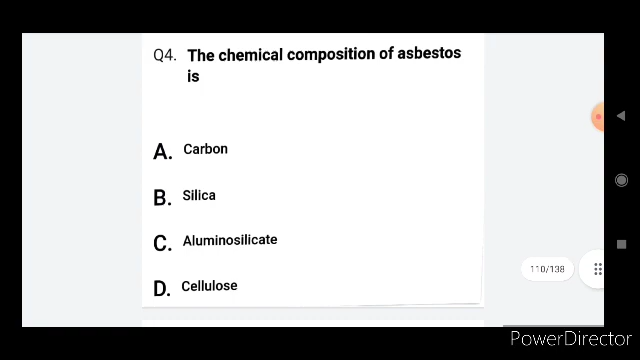 Q4. The chemical composition of asbestos
is
A. Carbon
B. Silica
C. Aluminosilicate
D. Cellulose
110/138
PowerDirector